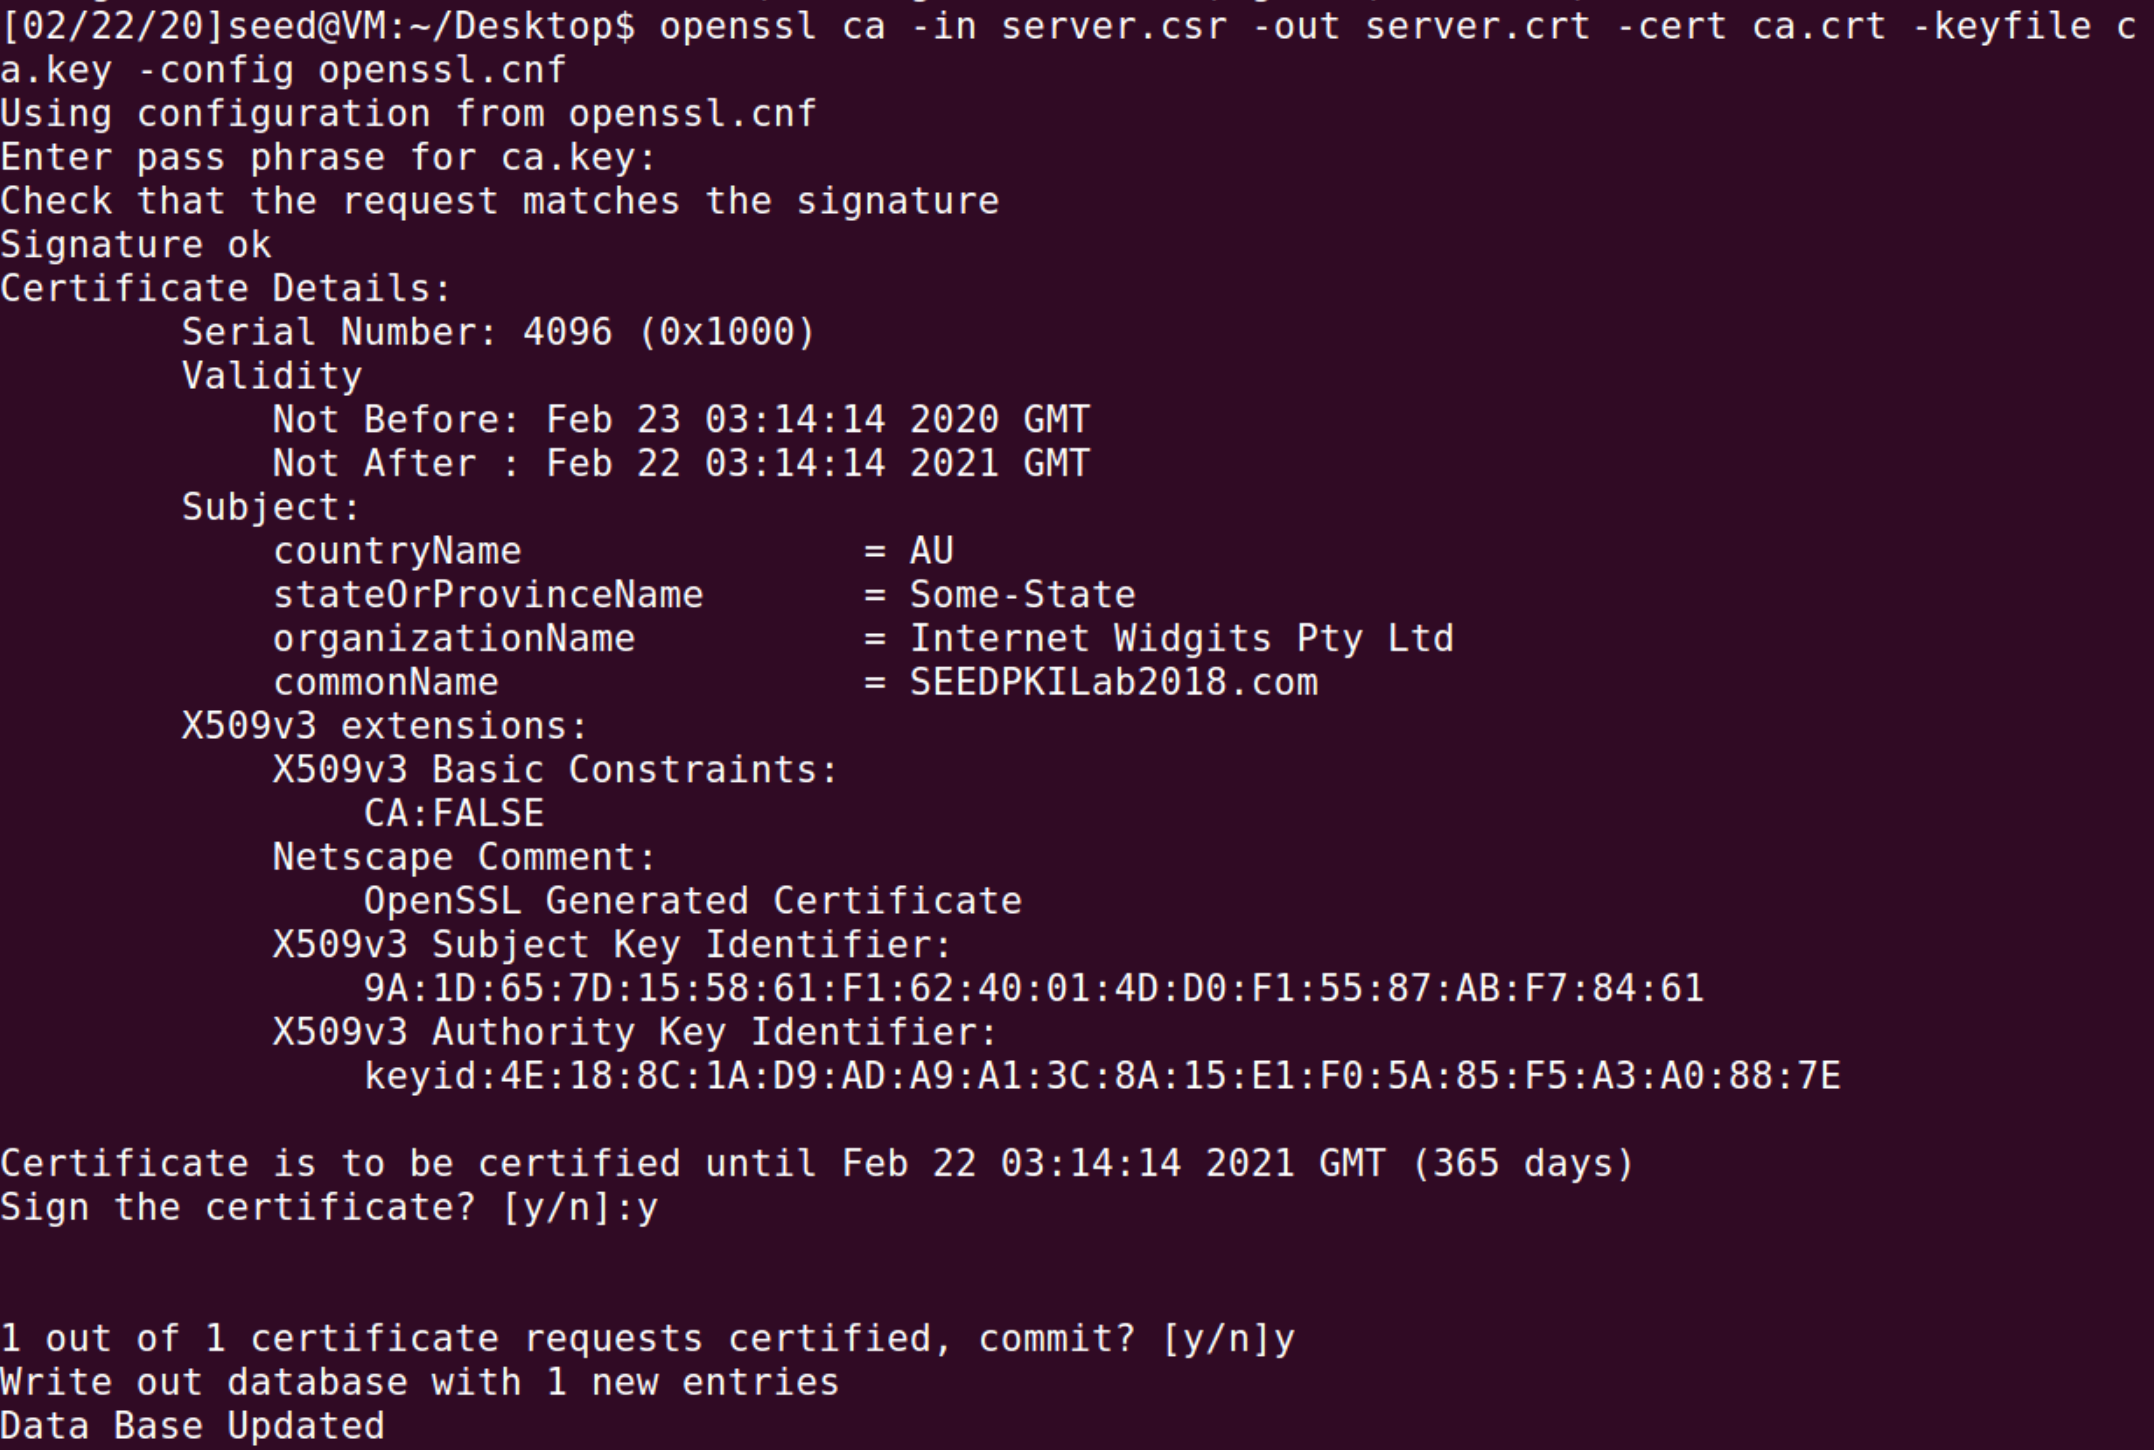 [02/22/20]seed@VM:~/Desktop$ openssl ca -in server.csr -out server.crt -cert ca.crt -keyfile c
a.key -config openssl.cnf
Using configuration from openssl.cnf
Enter pass phrase for ca.key:
Check that the request matches the signature
Signature ok
Certificate Details:
        Serial Number: 4096 (0x1000)
        Validity
            Not Before: Feb 23 03:14:14 2020 GMT
            Not After : Feb 22 03:14:14 2021 GMT
        Subject:
            countryName               = AU
            stateOrProvinceName       = Some-State
            organizationName          = Internet Widgits Pty Ltd
            commonName                = SEEDPKILab2018.com
        X509v3 extensions:
            X509v3 Basic Constraints:
                CA:FALSE
            Netscape Comment:
                OpenSSL Generated Certificate
            X509v3 Subject Key Identifier:
                9A:1D:65:7D:15:58:61:F1:62:40:01:4D:D0:F1:55:87:AB:F7:84:61
            X509v3 Authority Key Identifier:
                keyid:4E:18:8C:1A:D9:AD:A9:A1:3C:8A:15:E1:F0:5A:85:F5:A3:A0:88:7E

Certificate is to be certified until Feb 22 03:14:14 2021 GMT (365 days)
Sign the certificate? [y/n]:y


1 out of 1 certificate requests certified, commit? [y/n]y
Write out database with 1 new entries
Data Base Updated